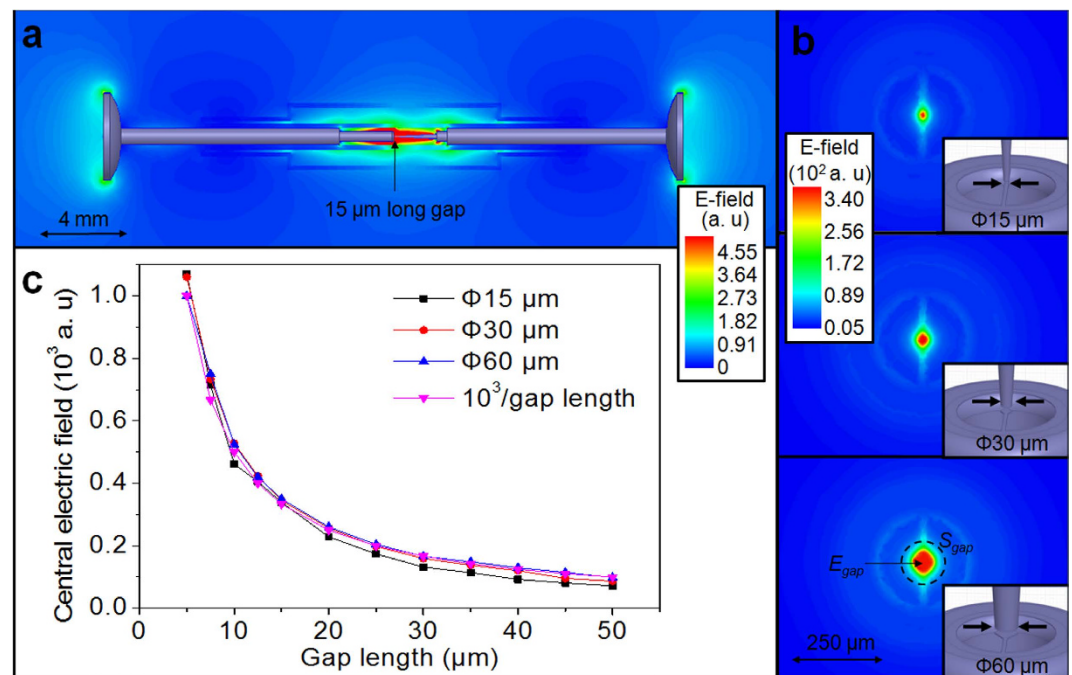 a
15 μm long gap
4 mm
E-field
(a. u)
4.55
3.64
2.73
1.82
0.91
0
b
E-field
(10² a. u)
3.40
2.56
1.72
0.89
0.05
Φ15 μm
Φ30 μm
S_gap
E_gap
250 μm
Φ60 μm
c
Central electric field (10³ a. u)
1.0
0.8
0.6
0.4
0.2
0.0
Φ15 μm
Φ30 μm
Φ60 μm
10³/gap length
0 10 20 30 40 50
Gap length (μm)